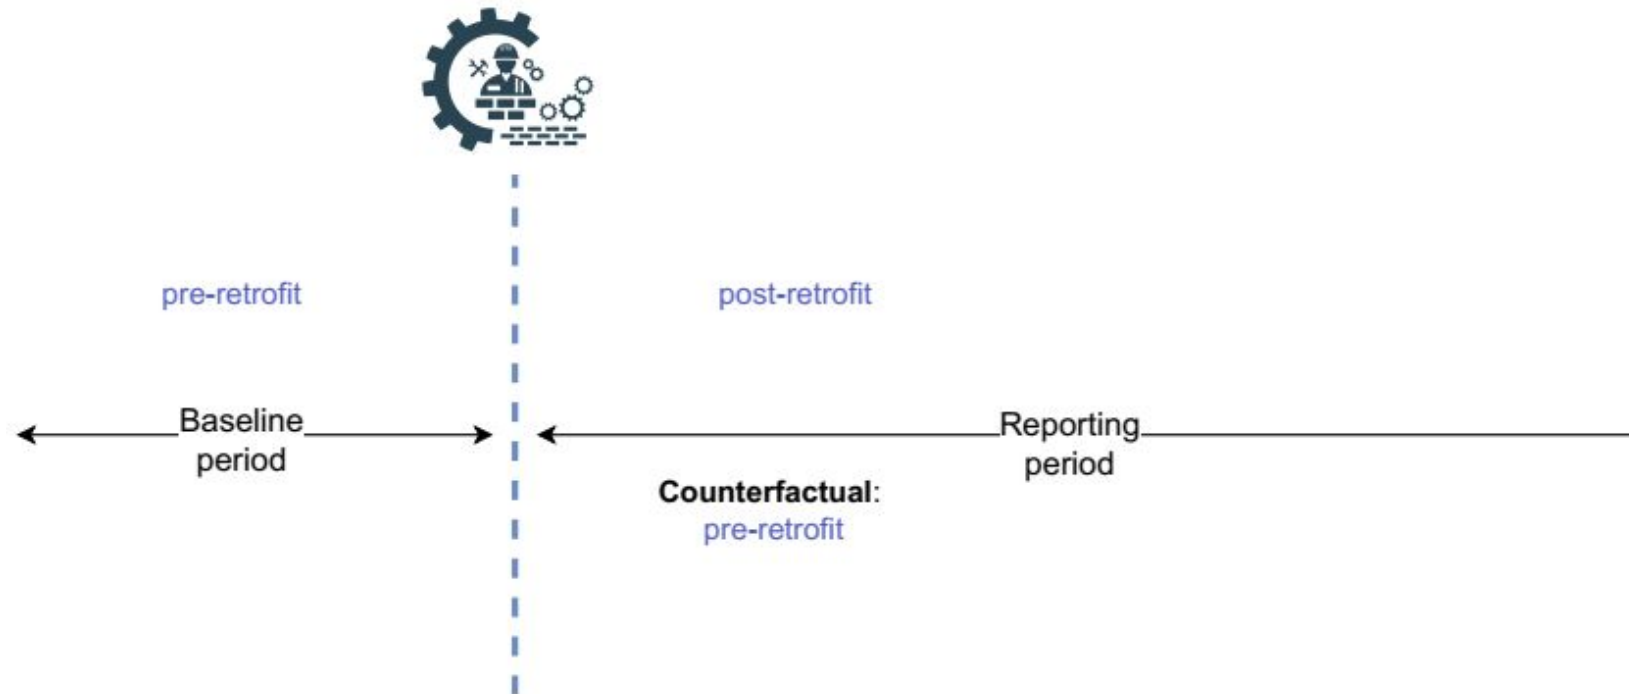 pre-retrofit
post-retrofit
Baseline
period
Reporting
period
Counterfactual:
pre-retrofit